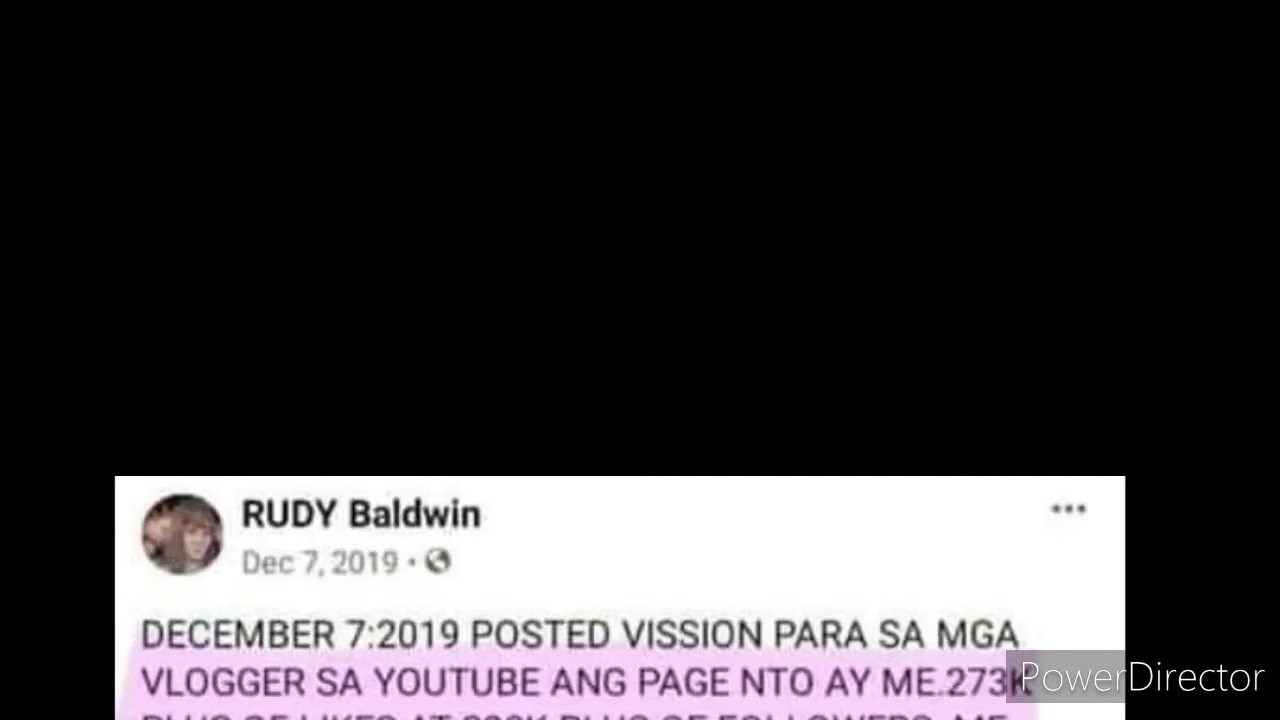 RUDY Baldwin
Dec 7, 2019
DECEMBER 7:2019 POSTED VISSION PARA SA MGA
VLOGGER SA YOUTUBE ANG PAGE NTO AY ME.273K
PowerDirector